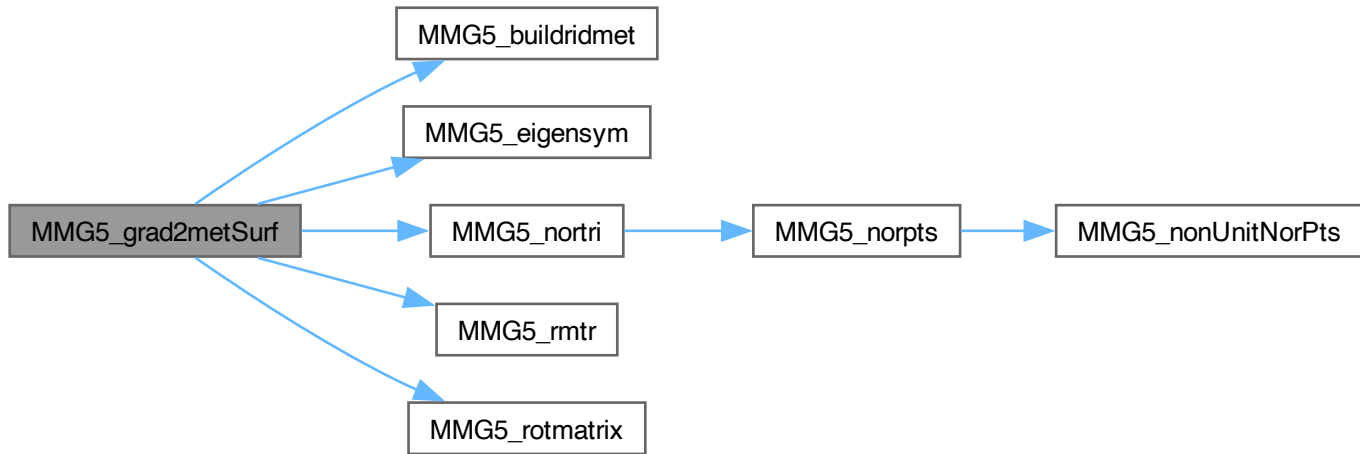 MMG5_buildridmet
MMG5_eigensym
MMG5_grad2metSurf
MMG5_nortri
MMG5_norpts
MMG5_nonUnitNorPts
MMG5_rmtr
MMG5_rotmatrix